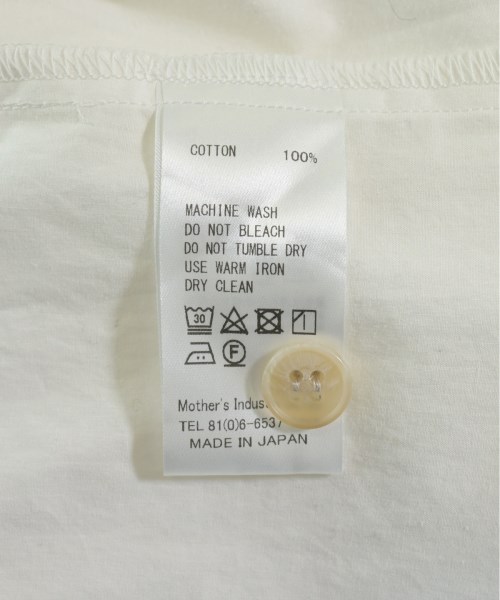 COTTON 100%
MACHINE WASH
DO NOT BLEACH
DO NOT TUMBLE DRY
USE WARM IRON
DRY CLEAN
30
F
Mother's Indus
TEL 81(0)6-6537
MADE IN JAPAN